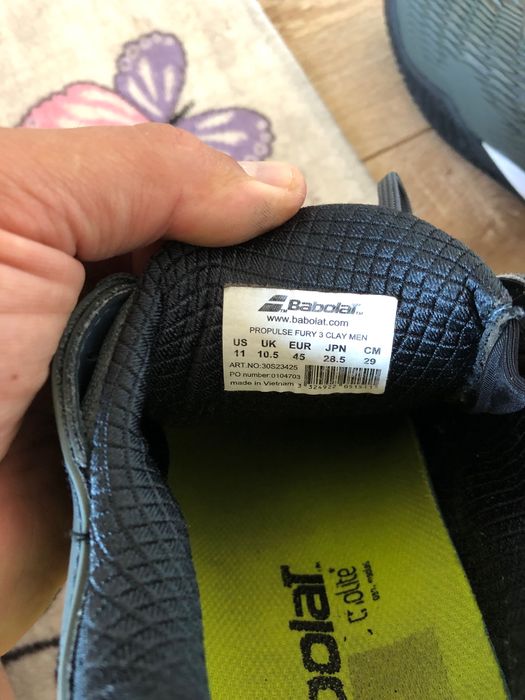 Babolat
www.babolat.com
PROPULSE FURY 3 CLAY MEN
US UK EUR JPN CM
11 10.5 45 28.5 29
ART.NO:30S23425
PO number:0104703
made in Vietnam
bolat